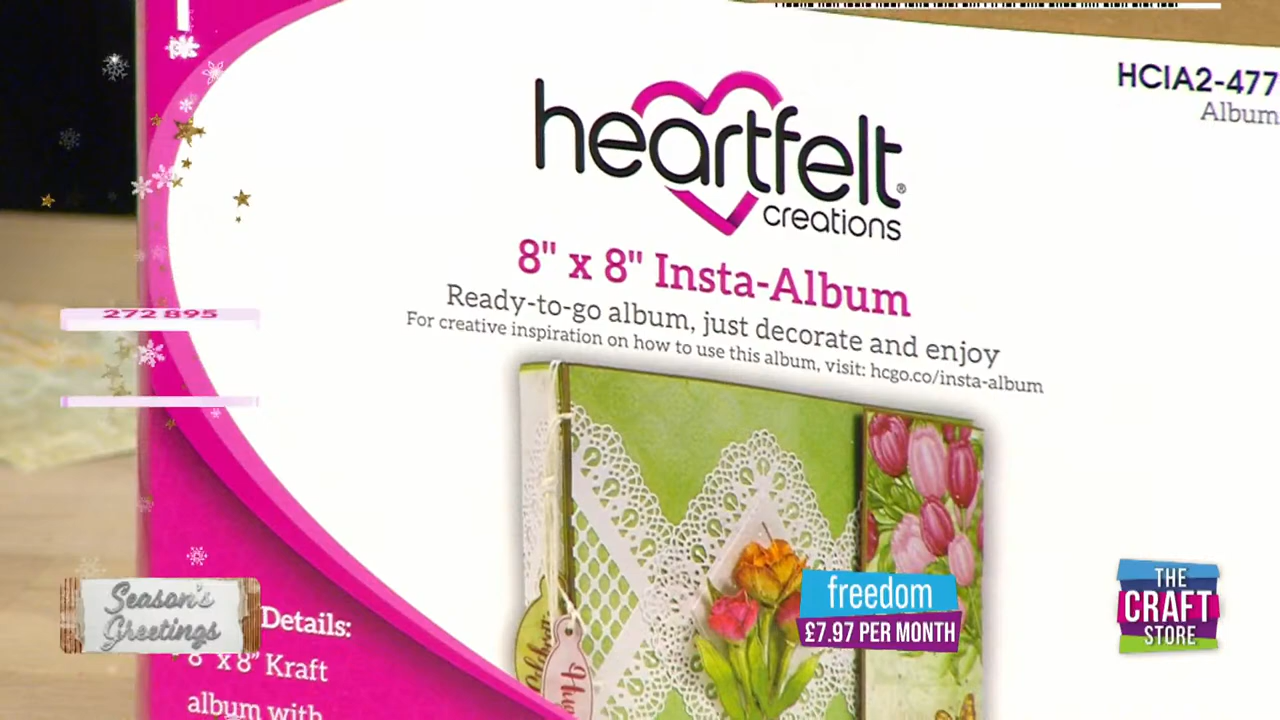 HCIA2-477
Album
heartfelt®
creations
8" x 8" Insta-Album
Ready-to-go album, just decorate and enjoy
For creative inspiration on how to use this album, visit: hcgo.co/insta-album
272 895
freedom
£7.97 PER MONTH
THE
CRAFT
STORE
Season's
Greetings
Details:
8" x 8" Kraft
album with